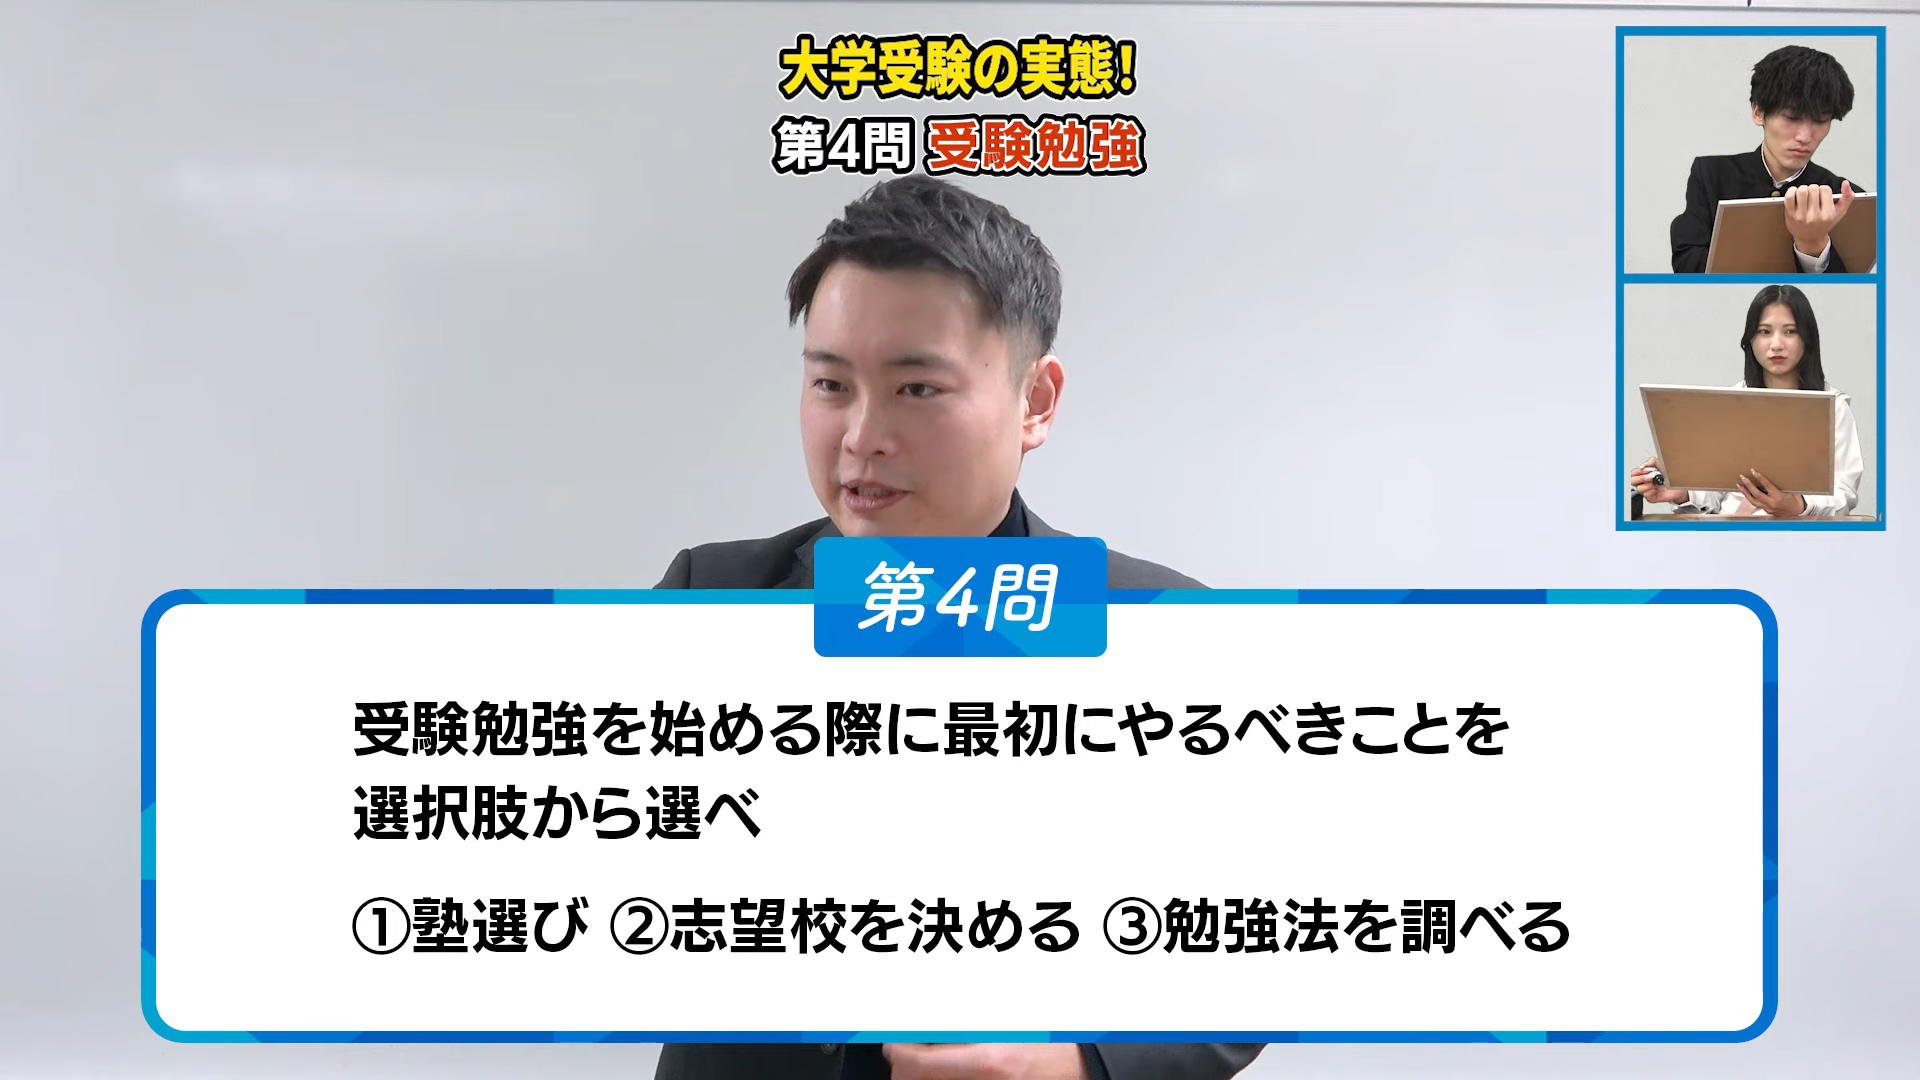 大学受験の実態!
第4問 受験勉強
第4問
受験勉強を始める際に最初にやるべきことを
選択肢から選べ
①塾選び ②志望校を決める ③勉強法を調べる